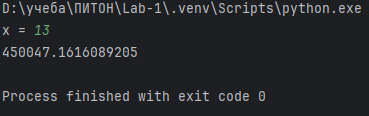 D:\учеба\ПИТОН\Lab-1\.venv\Scripts\python.exe
x = 13
450047.1616089205
Process finished with exit code 0